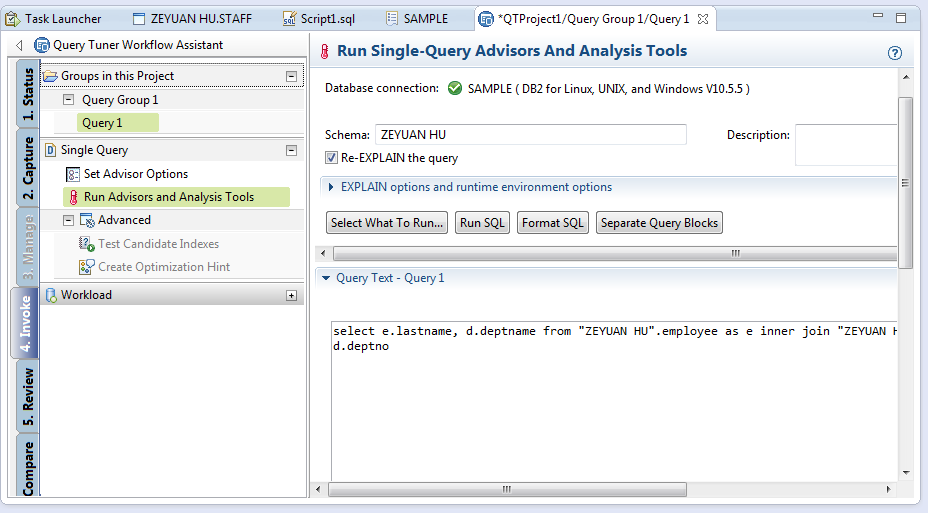 Task Launcher
ZEYUAN HU.STAFF
Script1.sql
SAMPLE
*QTProject1/Query Group 1/Query 1
Query Tuner Workflow Assistant
1. Status
2. Capture
3. Manage
4. Invoke
5. Review
Compare
Groups in this Project
Query Group 1
Query 1
Single Query
Set Advisor Options
Run Advisors and Analysis Tools
Advanced
Test Candidate Indexes
Create Optimization Hint
Workload
Run Single-Query Advisors And Analysis Tools
Database connection: SAMPLE ( DB2 for Linux, UNIX, and Windows V10.5.5 )
Schema: ZEYUAN HU Description:
Re-EXPLAIN the query
EXPLAIN options and runtime environment options
Select What To Run... Run SQL Format SQL Separate Query Blocks
Query Text - Query 1
select e.lastname, d.deptname from "ZEYUAN HU".employee as e inner join "ZEYUAN
d.deptno